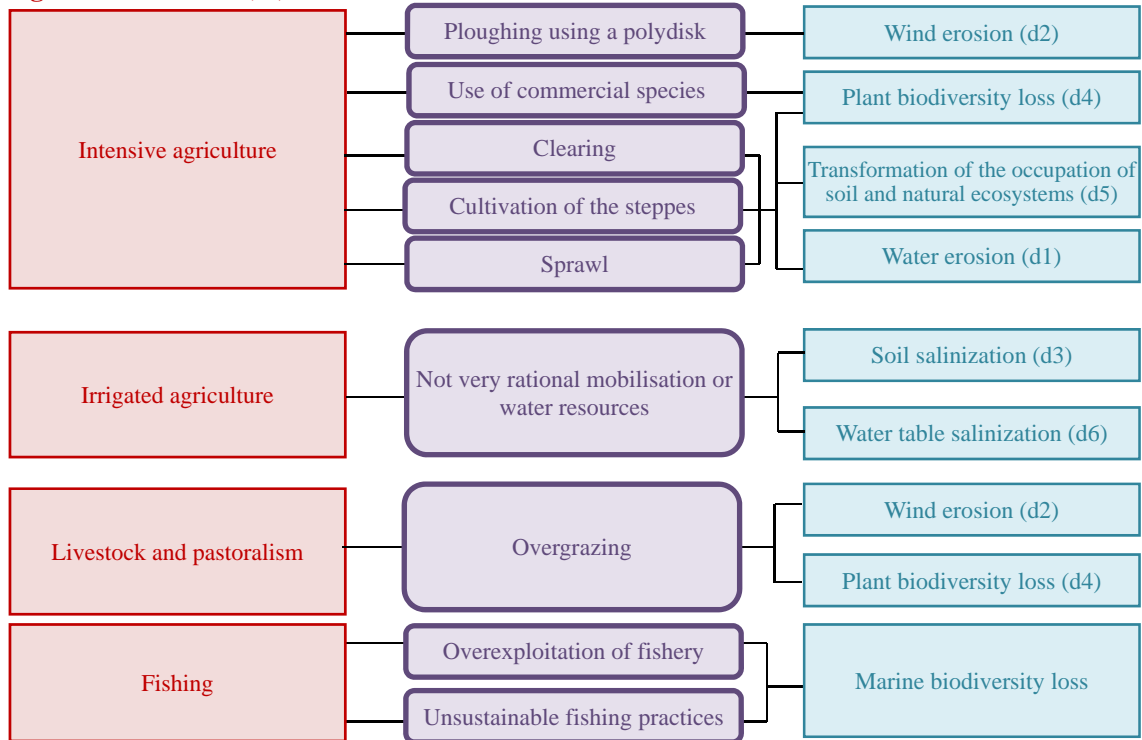 Ploughing using a polydisk
Wind erosion (d2)
Use of commercial species
Plant biodiversity loss (d4)
Intensive agriculture
Clearing
Transformation of the occupation of
soil and natural ecosystems (d5)
Cultivation of the steppes
Water erosion (d1)
Sprawl
Irrigated agriculture
Not very rational mobilisation or
water resources
Soil salinization (d3)
Water table salinization (d6)
Livestock and pastoralism
Overgrazing
Wind erosion (d2)
Plant biodiversity loss (d4)
Fishing
Overexploitation of fishery
Unsustainable fishing practices
Marine biodiversity loss